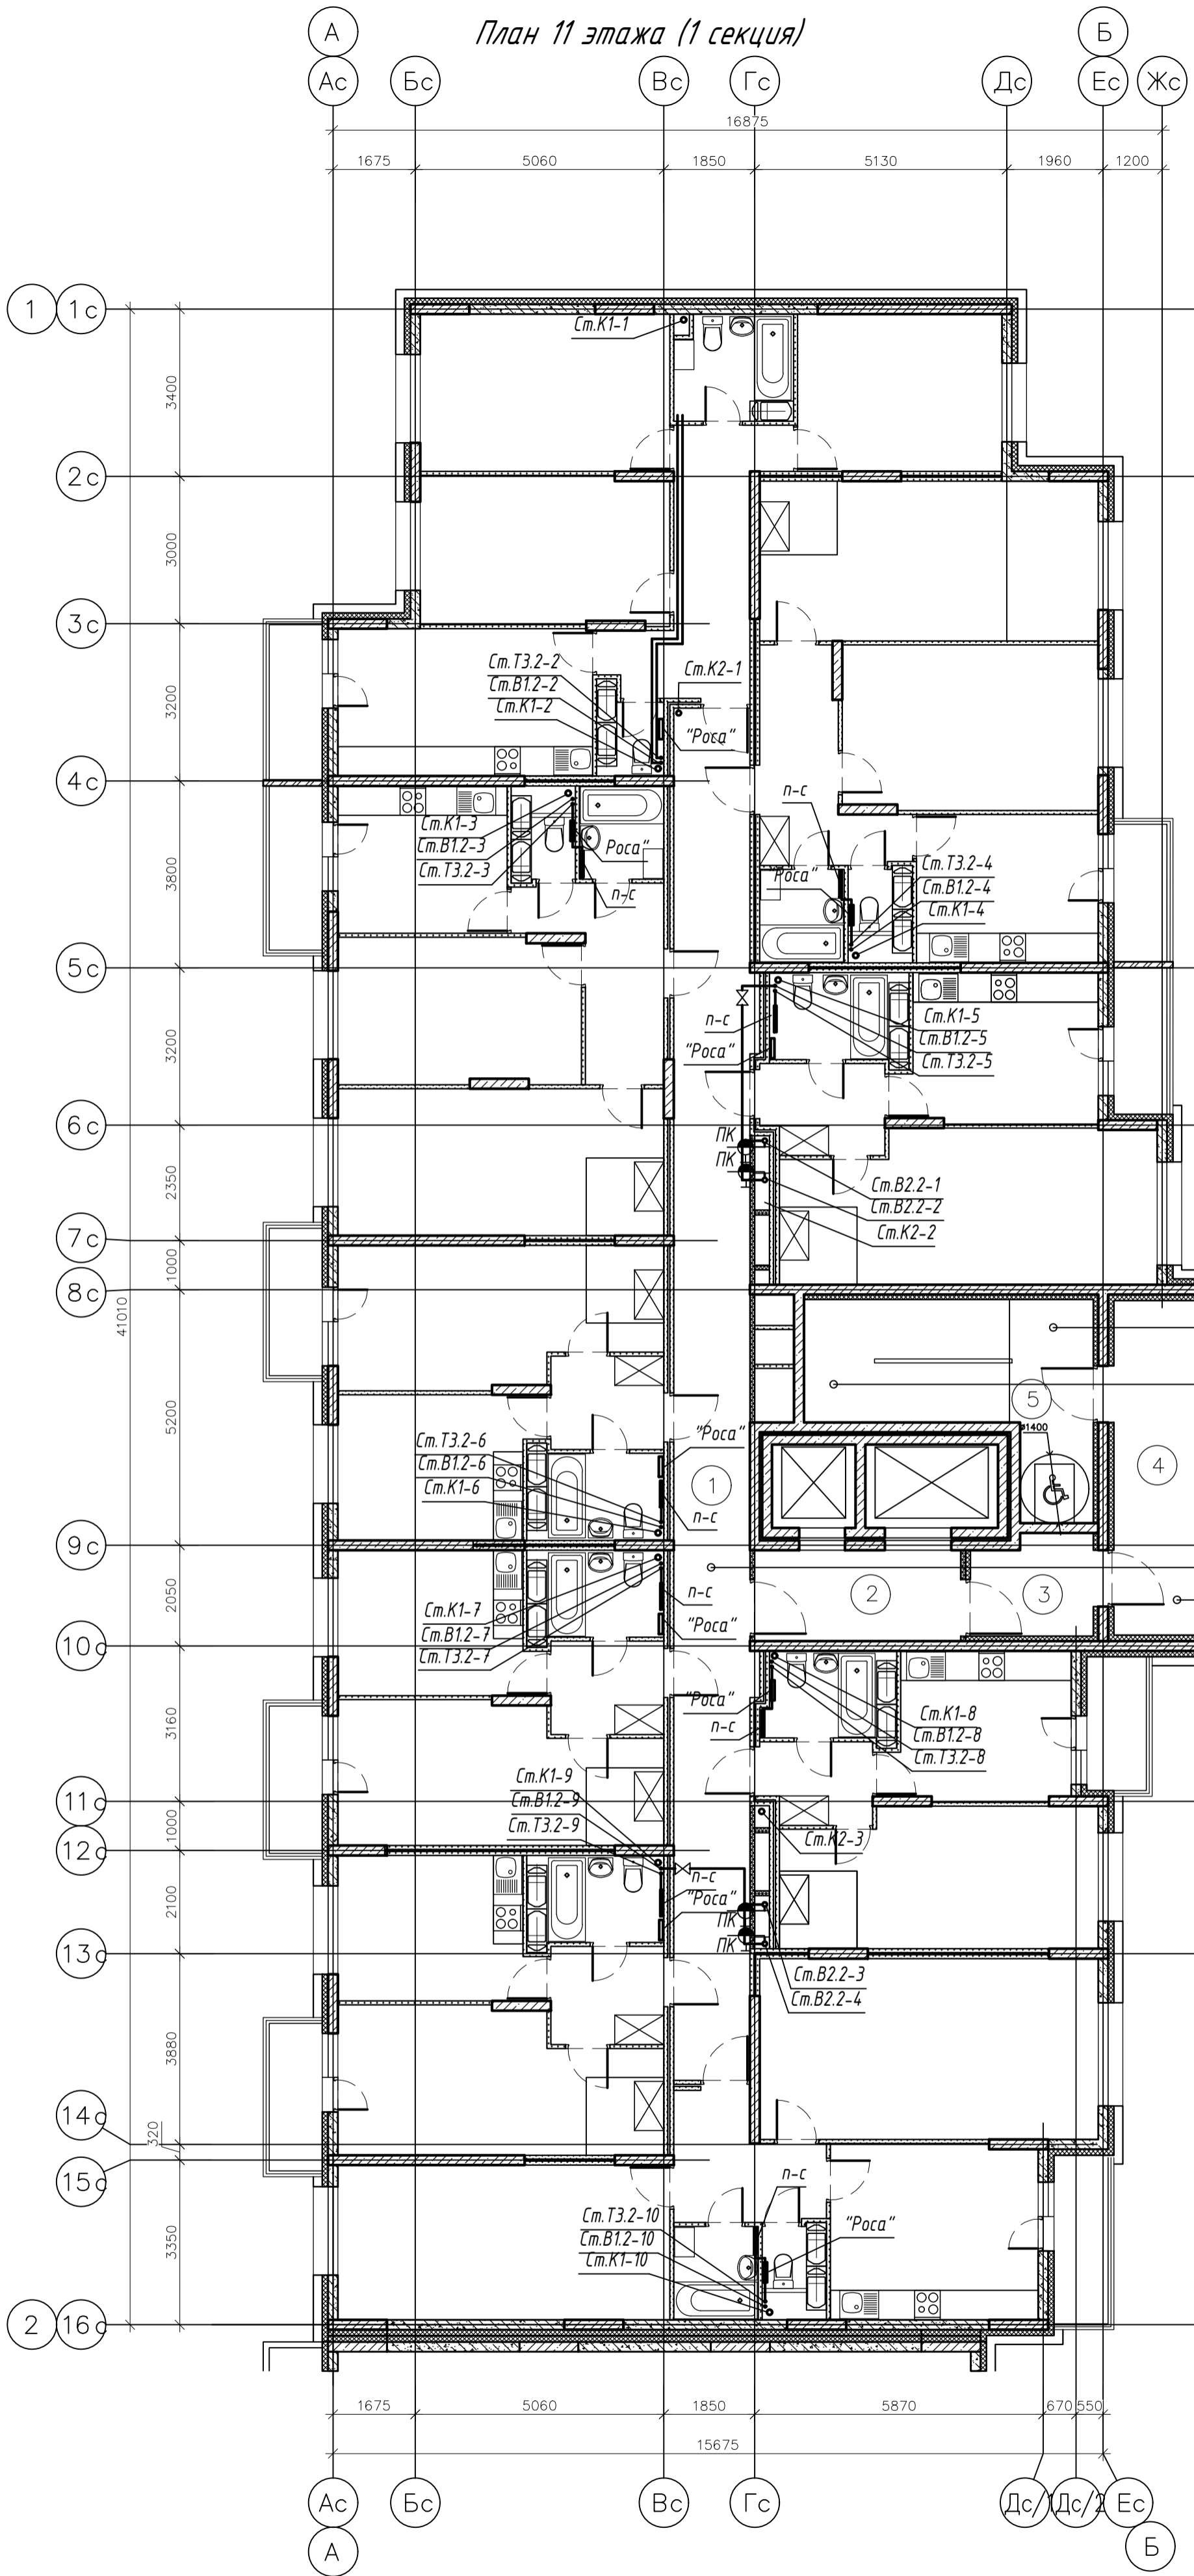 План 11 этажа (1 секция)
А
Б
Ас
Бс
Вс
Гс
Дс
Ес
Жс
16875
1675
5060
1850
5130
1960
1200
1
1с
Ст.К1-1
3400
2с
3000
3с
Ст.Т3.2-2
Ст.В1.2-2
Ст.К1-2
Ст.К2-1
"Роса"
3200
4с
п-с
Ст.К1-3
Ст.В1.2-3
Ст.Т3.2-3
Роса"
п-с
3800
Роса"
Ст.Т3.2-4
Ст.В1.2-4
Ст.К1-4
5с
п-с
"Роса"
Ст.К1-5
Ст.В1.2-5
Ст.Т3.2-5
3200
6с
ПК
ПК
Ст.В2.2-1
Ст.В2.2-2
Ст.К2-2
2350
7с
1000
8с
41010
5
1400
5200
Ст.Т3.2-6
Ст.В1.2-6
Ст.К1-6
"Роса"
п-с
1
4
9с
2
3
2050
Ст.К1-7
Ст.В1.2-7
Ст.Т3.2-7
п-с
"Роса"
10с
"Роса"
п-с
Ст.К1-8
Ст.В1.2-8
Ст.Т3.2-8
3160
Ст.К1-9
Ст.В1.2-9
Ст.Т3.2-9
11с
1000
Ст.К2-3
12с
п-с
"Роса"
2100
ПК
ПК
13с
Ст.В2.2-3
Ст.В2.2-4
3880
14с
320
15с
п-с
Ст.Т3.2-10
Ст.В1.2-10
Ст.К1-10
"Роса"
3350
2
16с
1675
5060
1850
5870
670
550
15675
Ас
Бс
Вс
Гс
Дс/1
Дс/2
Ес
А
Б